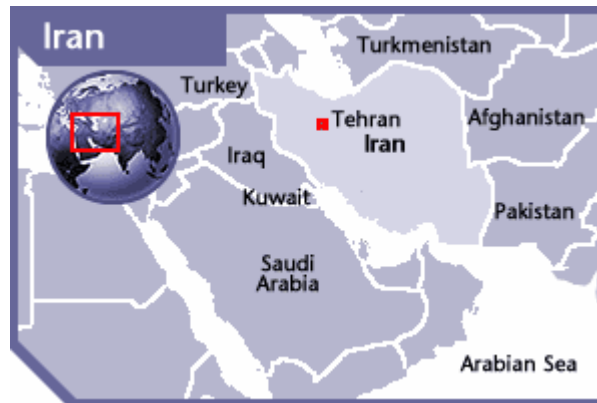 Iran
Turkmenistan
Turkey
Tehran
Afghanistan
Iran
Iraq
Kuwait
Pakistan
Saudi
Arabia
Arabian Sea